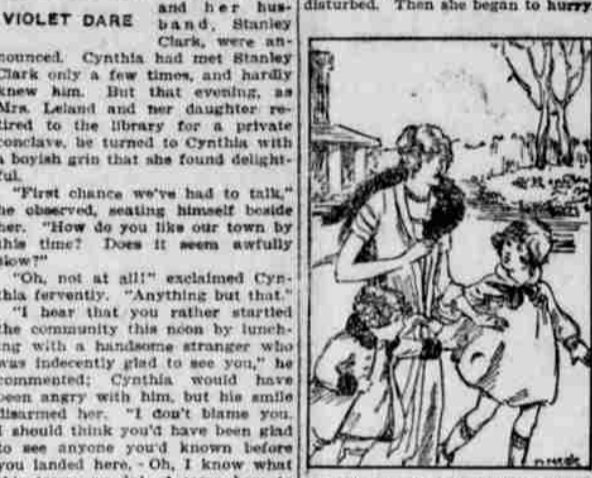 VIOLET DARE
and her hus-
band, Stanley
Clark, were an-
nounced. Cynthia had met Stanley
Clark only a few times, and hardly
knew him. But that evening, as
Mrs. Leland and her daughter re-
tired to the library for a private
conclave, he turned to Cynthia with
a boyish grin that she found delight-
ful.
"First chance we've had to talk,"
he observed, seating himself beside
her. "How do you like our town by
this time? Does it seem awfully
slow?"
"Oh, not at all!" exclaimed Cyn-
thia fervently. "Anything but that."
"I hear that you rather startled
the community this noon by lunch-
ing with a handsome stranger who
was indecently glad to see you," he
commented; Cynthia would have
been angry with him, but his smile
disarmed her. "I don't blame you.
I should think you'd have been glad
to see anyone you'd known before
you landed here. - Oh, I know what
disturbed. Then she began to hurry